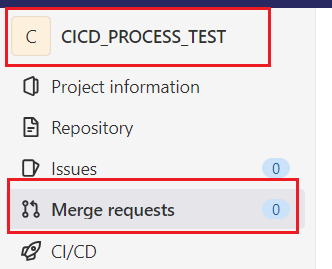 C CICD_PROCESS_TEST
Project information
Repository
Issues 0
Merge requests 0
CI/CD